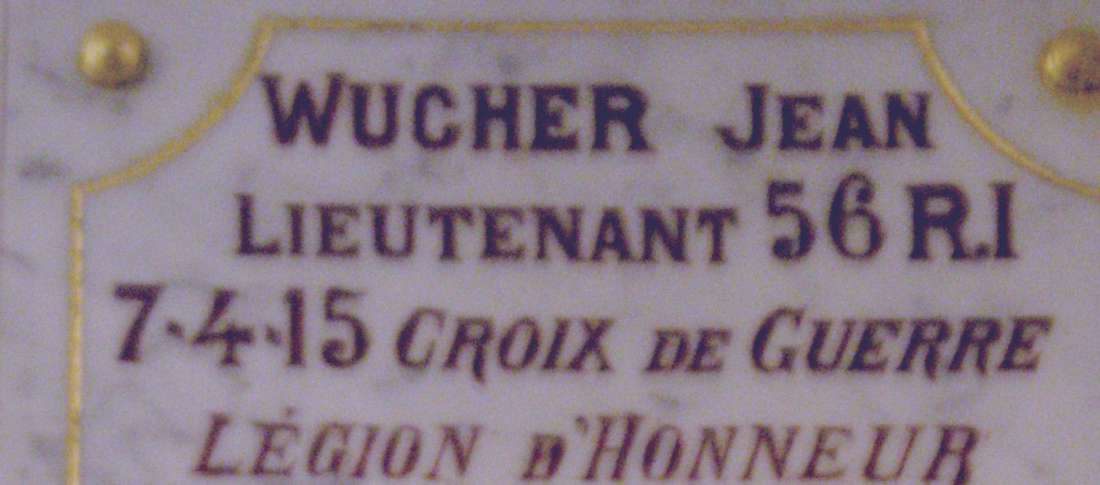 WUCHER JEAN
LIEUTENANT 56 R.I
7.4.15 CROIX DE GUERRE
LÉGION D'HONNEUR